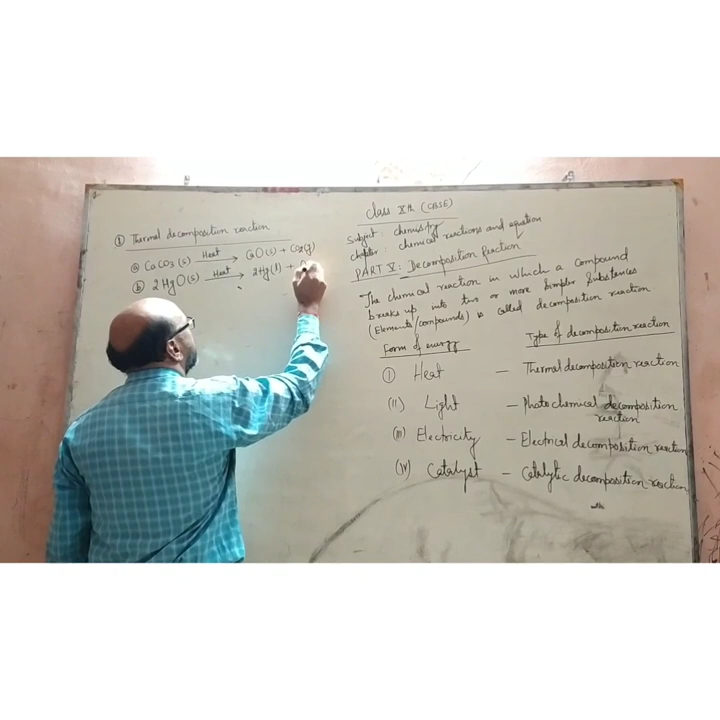 ① Thermal decomposition reaction
ⓐ CaCO3(s) Heat → CaO(s) + CO2(g)
ⓑ 2HgO(s) Heat → 2Hg(l) +
Class Xth (CBSE)
Subject: chemistry
chapter: chemical reactions and equation
PART V: Decomposition Reaction
The chemical reaction in which a compound
breaks up into two or more simpler substances
(Elements/compounds) is called decomposition reaction
Form of energy Type of decomposition reaction
(I) Heat – Thermal decomposition reaction
(II) Light – Photochemical decomposition
reaction
(III) Electricity – Electrical decomposition reaction
(IV) Catalyst – Catalytic decomposition reaction